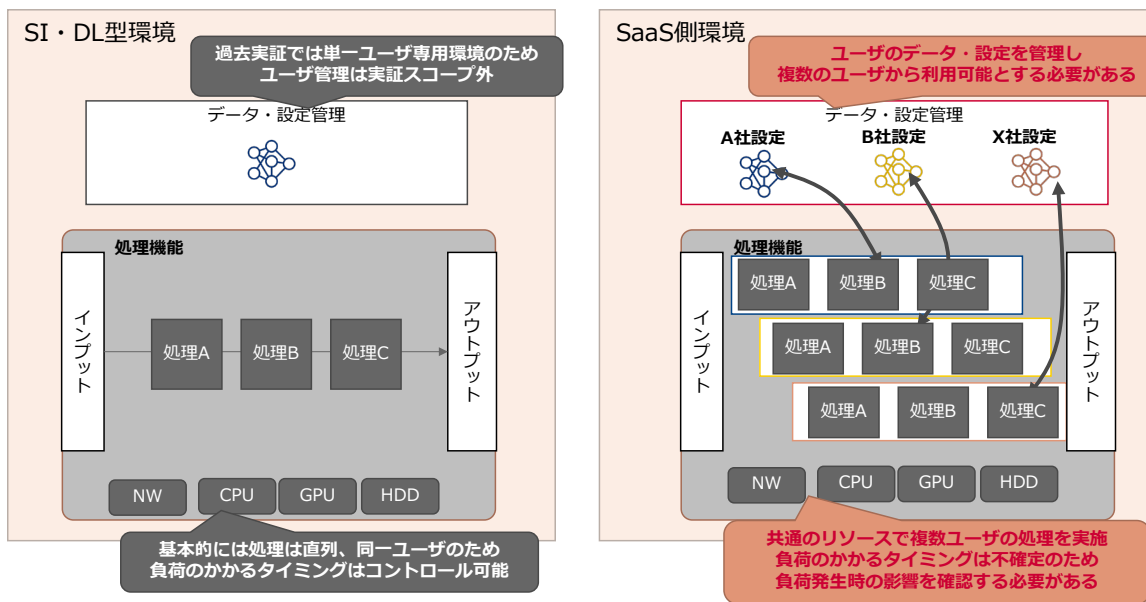 SI・DL型環境
過去実証では単一ユーザ専用環境のため
ユーザ管理は実証スコープ外
データ・設定管理
処理機能
インプット
処理A
処理B
処理C
アウトプット
NW
CPU
GPU
HDD
基本的には処理は直列、同一ユーザのため
負荷のかかるタイミングはコントロール可能
SaaS側環境
ユーザのデータ・設定を管理し
複数のユーザから利用可能とする必要がある
データ・設定管理
A社設定
B社設定
X社設定
処理機能
インプット
処理A
処理B
処理C
処理A
処理B
処理C
処理A
処理B
処理C
アウトプット
NW
CPU
GPU
HDD
共通のリソースで複数ユーザの処理を実施
負荷のかかるタイミングは不確定のため
負荷発生時の影響を確認する必要がある